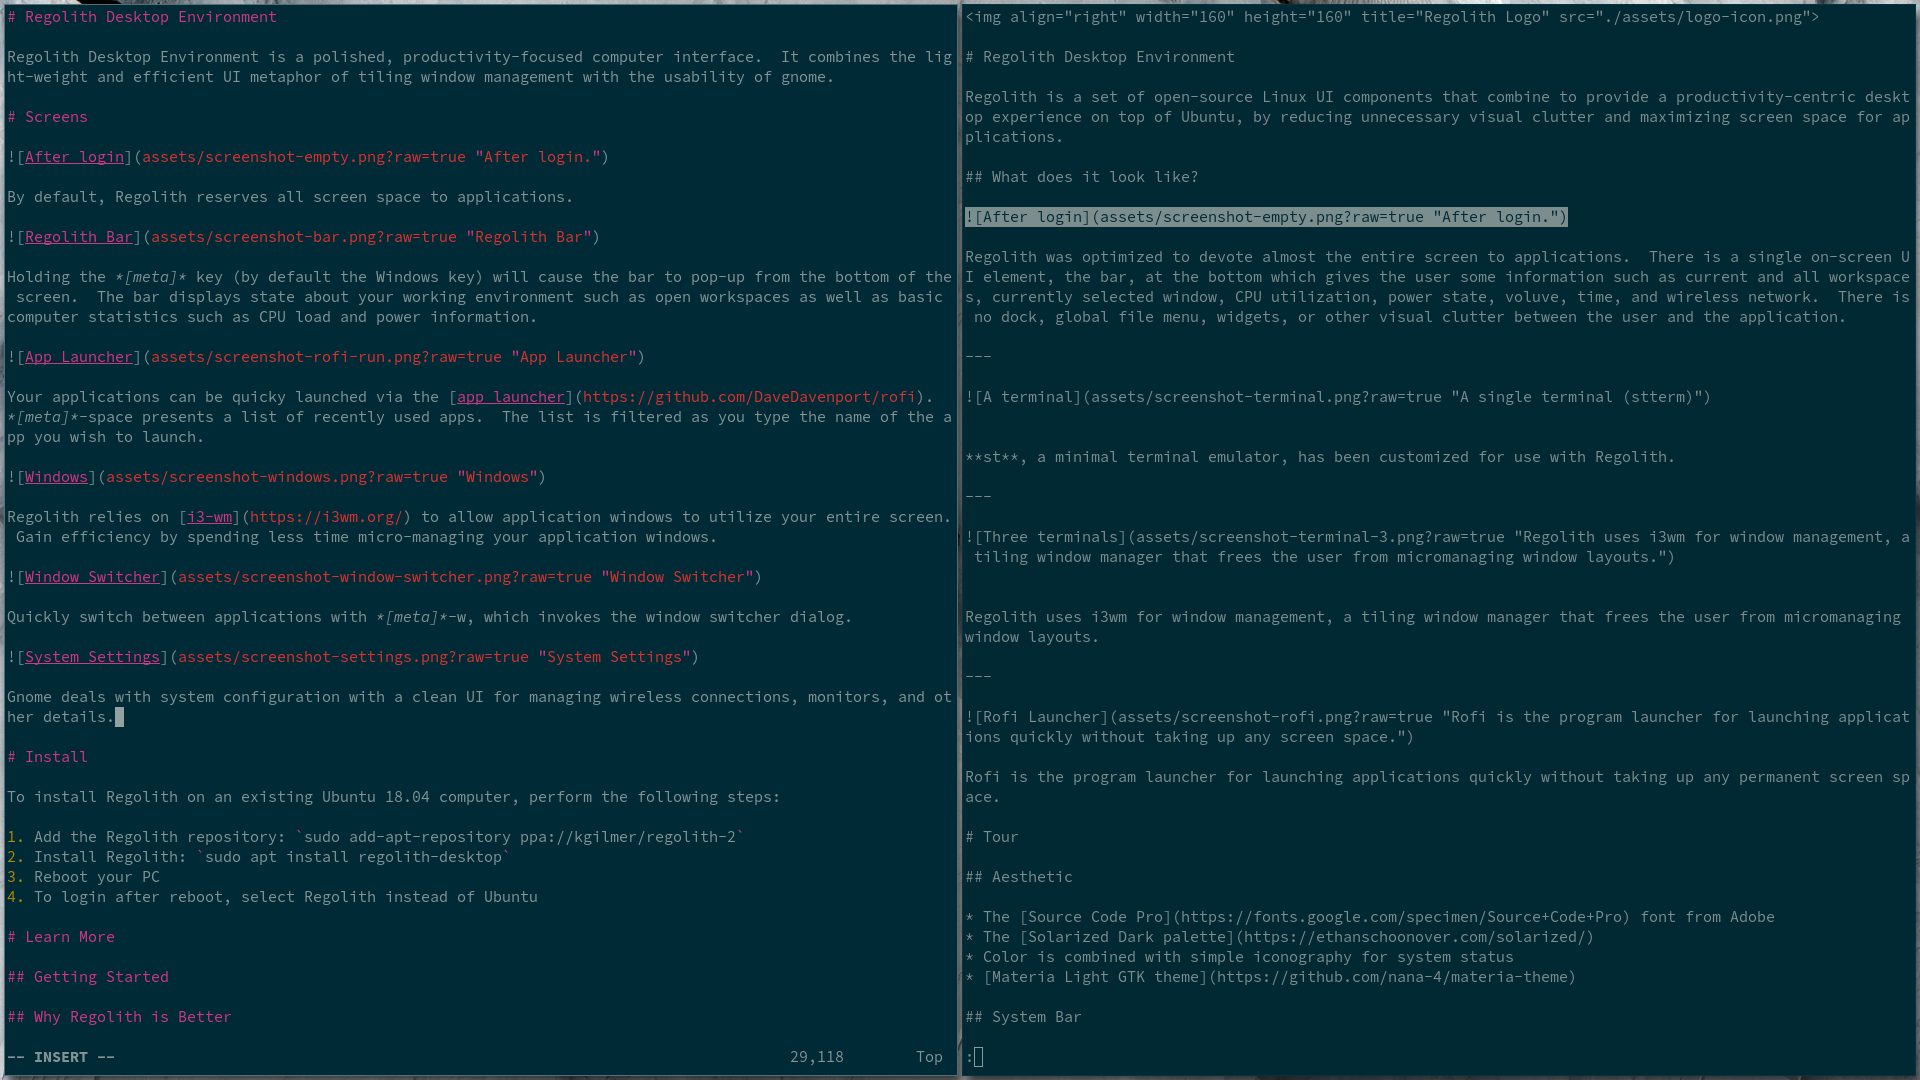 # Regolith Desktop Environment
Regolith Desktop Environment is a polished, productivity-focused computer interface.  It combines the lig
ht-weight and efficient UI metaphor of tiling window management with the usability of gnome.
# Screens
![After login](assets/screenshot-empty.png?raw=true "After login.")
By default, Regolith reserves all screen space to applications.
![Regolith Bar](assets/screenshot-bar.png?raw=true "Regolith Bar")
Holding the *[meta]* key (by default the Windows key) will cause the bar to pop-up from the bottom of the
 screen.  The bar displays state about your working environment such as open workspaces as well as basic
computer statistics such as CPU load and power information.
![App Launcher](assets/screenshot-rofi-run.png?raw=true "App Launcher")
Your applications can be quicky launched via the [app launcher](https://github.com/DaveDavenport/rofi).
*[meta]*-space presents a list of recently used apps.  The list is filtered as you type the name of the a
pp you wish to launch.
![Windows](assets/screenshot-windows.png?raw=true "Windows")
Regolith relies on [i3-wm](https://i3wm.org/) to allow application windows to utilize your entire screen.
 Gain efficiency by spending less time micro-managing your application windows.
![Window Switcher](assets/screenshot-window-switcher.png?raw=true "Window Switcher")
Quickly switch between applications with *[meta]*-w, which invokes the window switcher dialog.
![System Settings](assets/screenshot-settings.png?raw=true "System Settings")
Gnome deals with system configuration with a clean UI for managing wireless connections, monitors, and ot
her details.
# Install
To install Regolith on an existing Ubuntu 18.04 computer, perform the following steps:
1. Add the Regolith repository: `sudo add-apt-repository ppa://kgilmer/regolith-2`
2. Install Regolith: `sudo apt install regolith-desktop`
3. Reboot your PC
4. To login after reboot, select Regolith instead of Ubuntu
# Learn More
## Getting Started
## Why Regolith is Better
-- INSERT -- 29,118 Top
<img align="right" width="160" height="160" title="Regolith Logo" src="./assets/logo-icon.png">
# Regolith Desktop Environment
Regolith is a set of open-source Linux UI components that combine to provide a productivity-centric deskt
op experience on top of Ubuntu, by reducing unnecessary visual clutter and maximizing screen space for ap
plications.
## What does it look like?
![After login](assets/screenshot-empty.png?raw=true "After login.")
Regolith was optimized to devote almost the entire screen to applications.  There is a single on-screen U
I element, the bar, at the bottom which gives the user some information such as current and all workspace
s, currently selected window, CPU utilization, power state, voluve, time, and wireless network.  There is
 no dock, global file menu, widgets, or other visual clutter between the user and the application.
---
![A terminal](assets/screenshot-terminal.png?raw=true "A single terminal (stterm)")
**st**, a minimal terminal emulator, has been customized for use with Regolith.
---
![Three terminals](assets/screenshot-terminal-3.png?raw=true "Regolith uses i3wm for window management, a
 tiling window manager that frees the user from micromanaging window layouts.")
Regolith uses i3wm for window management, a tiling window manager that frees the user from micromanaging
window layouts.
---
![Rofi Launcher](assets/screenshot-rofi.png?raw=true "Rofi is the program launcher for launching applicat
ions quickly without taking up any screen space.")
Rofi is the program launcher for launching applications quickly without taking up any permanent screen sp
ace.
# Tour
## Aesthetic
* The [Source Code Pro](https://fonts.google.com/specimen/Source+Code+Pro) font from Adobe
* The [Solarized Dark palette](https://ethanschoonover.com/solarized/)
* Color is combined with simple iconography for system status
* [Materia Light GTK theme](https://github.com/nana-4/materia-theme)
## System Bar
: